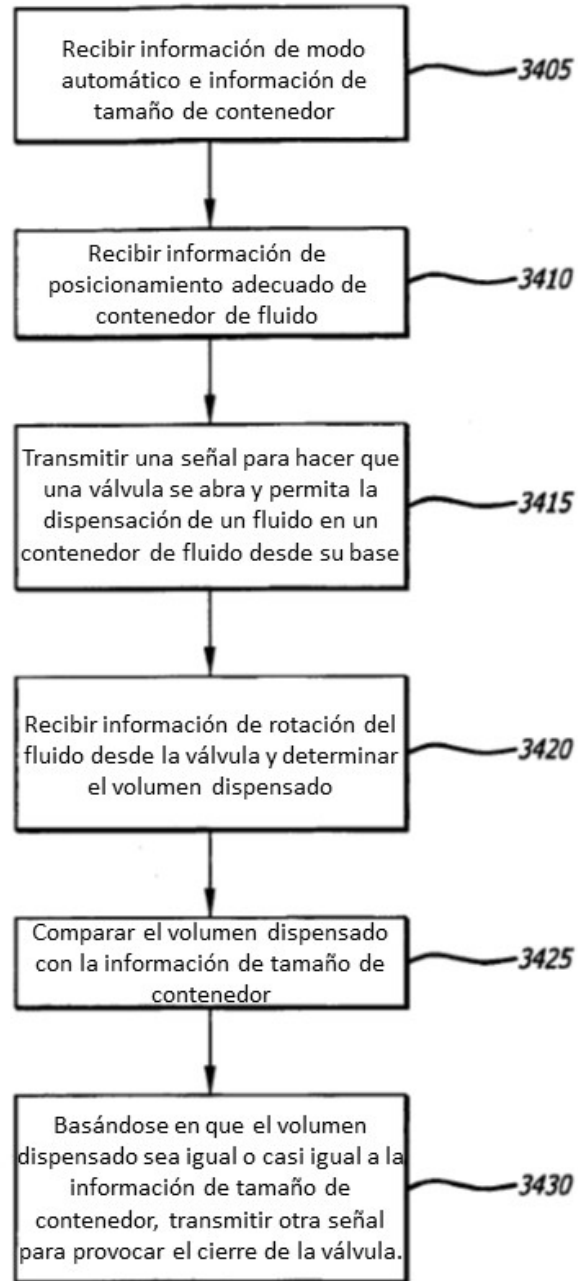 Recibir información de modo
automático e información de
tamaño de contenedor
3405
Recibir información de
posicionamiento adecuado de
contenedor de fluido
3410
Transmitir una señal para hacer que
una válvula se abra y permita la
dispensación de un fluido en un
contenedor de fluido desde su base
3415
Recibir información de rotación del
fluido desde la válvula y determinar
el volumen dispensado
3420
Comparar el volumen dispensado
con la información de tamaño de
contenedor
3425
Basándose en que el volumen
dispensado sea igual o casi igual a la
información de tamaño de
contenedor, transmitir otra señal
para provocar el cierre de la válvula.
3430